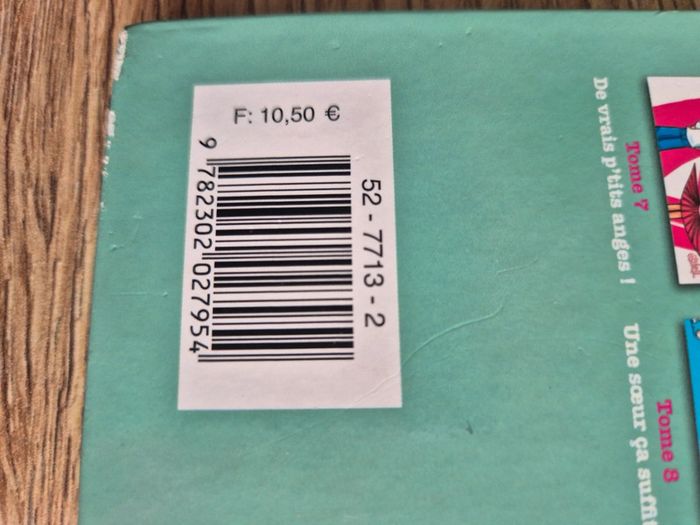 F: 10,50 €
52-7713-2
9 782302 027954
Tome 7
De vrais p'tits anges !
Tome 8
Une sœur ça